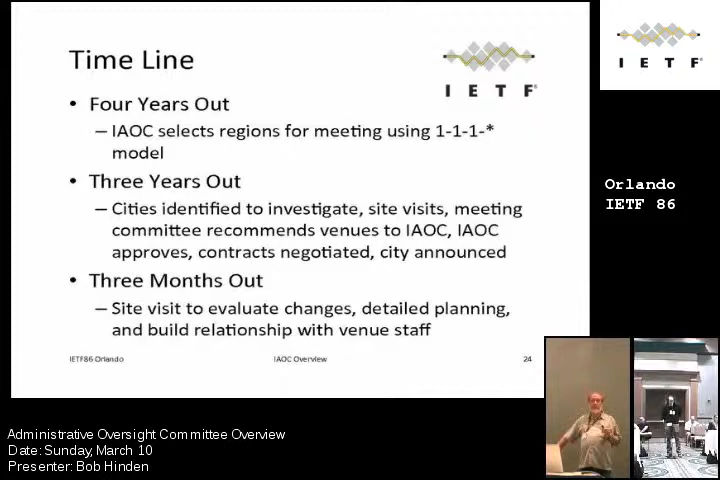 Time Line
I E T F®
• Four Years Out
– IAOC selects regions for meeting using 1-1-1-*
model
• Three Years Out
– Cities identified to investigate, site visits, meeting
committee recommends venues to IAOC, IAOC
approves, contracts negotiated, city announced
• Three Months Out
– Site visit to evaluate changes, detailed planning,
and build relationship with venue staff
IETF86 Orlando
IAOC Overview
24
I E T F®
Orlando
IETF 86
Administrative Oversight Committee Overview
Date: Sunday, March 10
Presenter: Bob Hinden